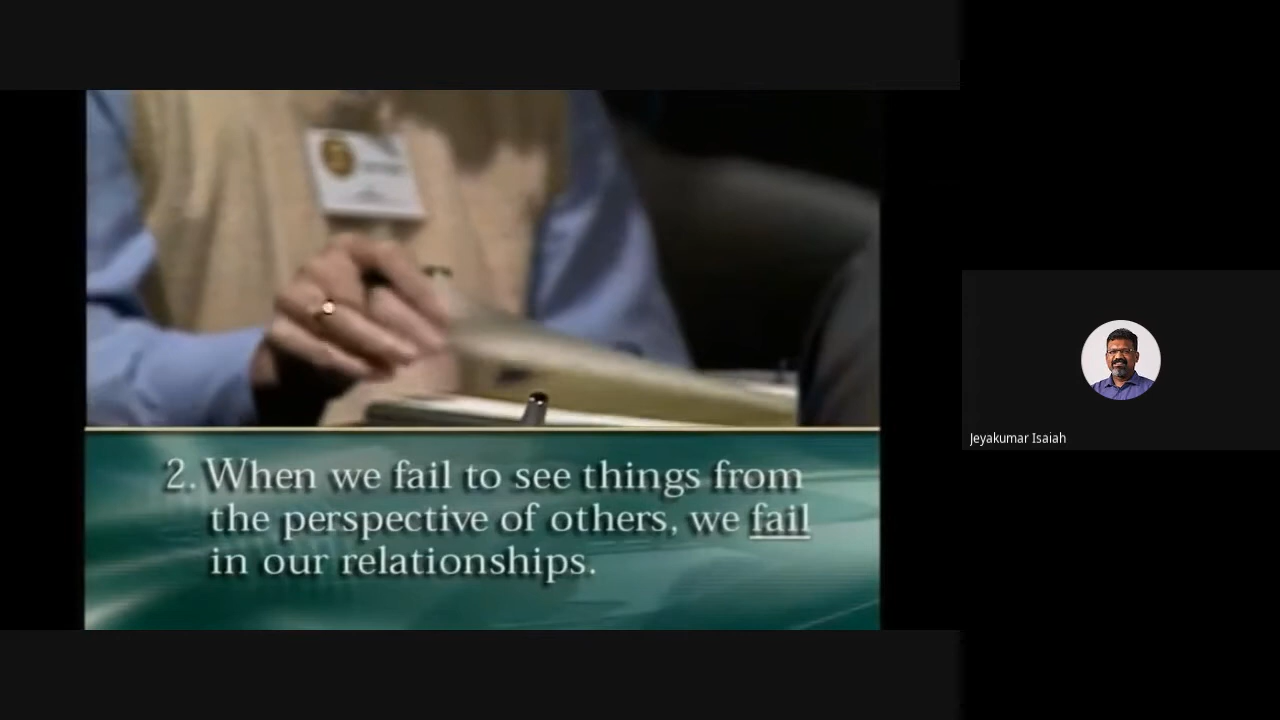 2. When we fail to see things from
the perspective of others, we fail
in our relationships.
Jeyakumar Isaiah